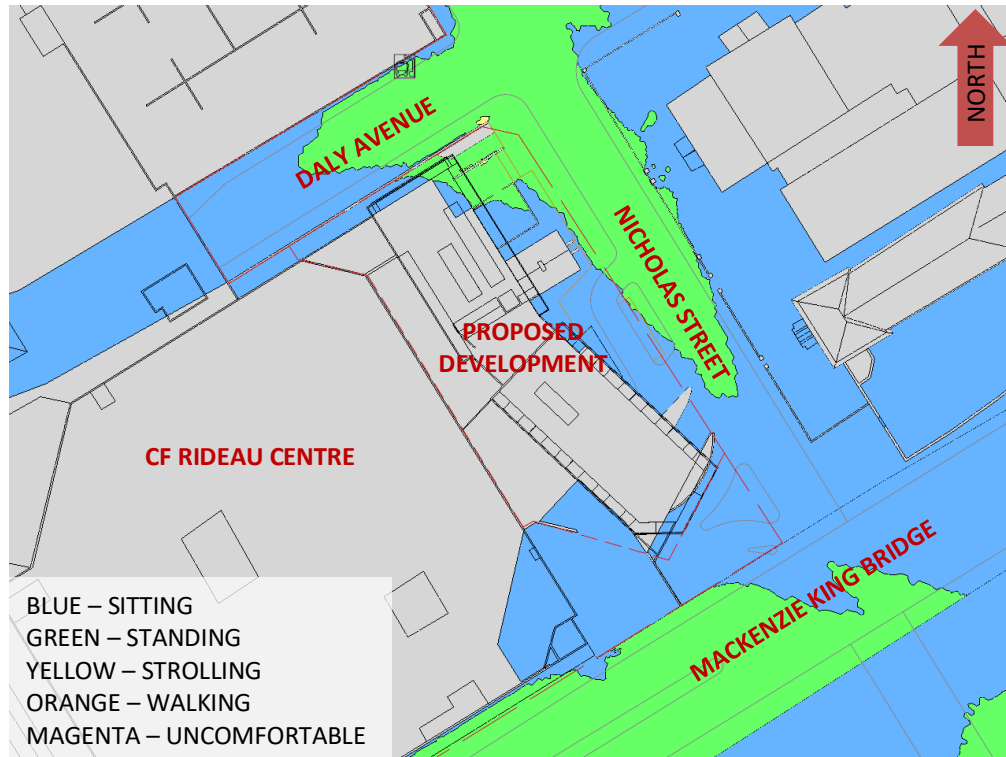 NORTH
DALY AVENUE
NICHOLAS STREET
PROPOSED
DEVELOPMENT
CF RIDEAU CENTRE
MACKENZIE KING BRIDGE
BLUE – SITTING
GREEN – STANDING
YELLOW – STROLLING
ORANGE – WALKING
MAGENTA – UNCOMFORTABLE